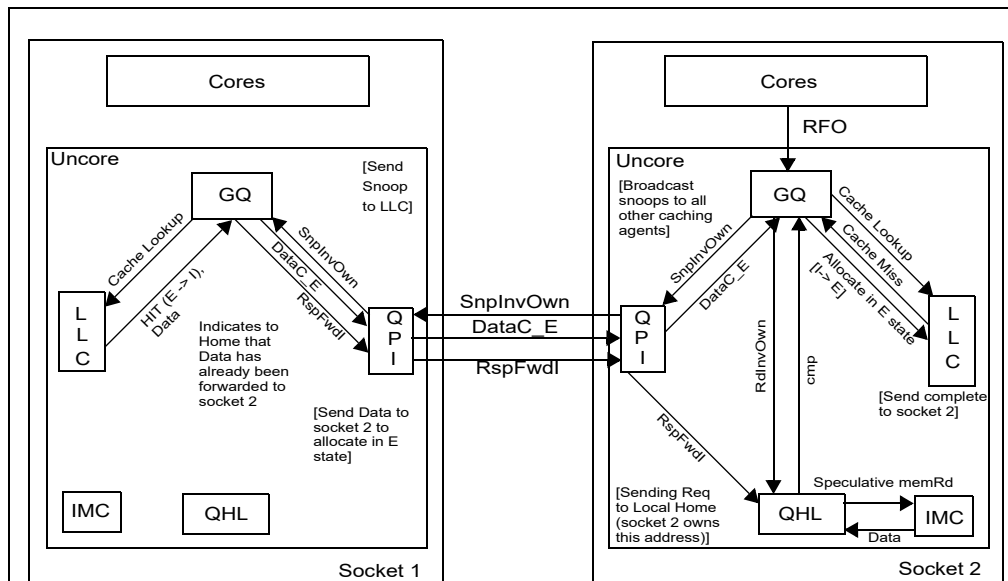 Cores
Uncore
GQ
[Send
Snoop
to LLC]
Cache Lookup
HIT (E -> I),
Data
SnpInvOwn
DataC_E
RspFwdI
L
L
C
Q
P
I
Indicates to
Home that
Data has
already been
forwarded to
socket 2
[Send Data to
socket 2 to
allocate in E
state]
IMC
QHL
Socket 1
SnpInvOwn
DataC_E
RspFwdI
Cores
RFO
Uncore
[Broadcast
snoops to all
other caching
agents]
GQ
Cache Lookup
Cache Miss
Allocate in E state
[I-> E]
SnpInvOwn
DataC_E
Q
P
I
L
L
C
RdInvOwn
cmp
[Send complete
to socket 2]
RspFwdI
[Sending Req
to Local Home
(socket 2 owns
this address)]
Speculative memRd
QHL
IMC
Data
Socket 2